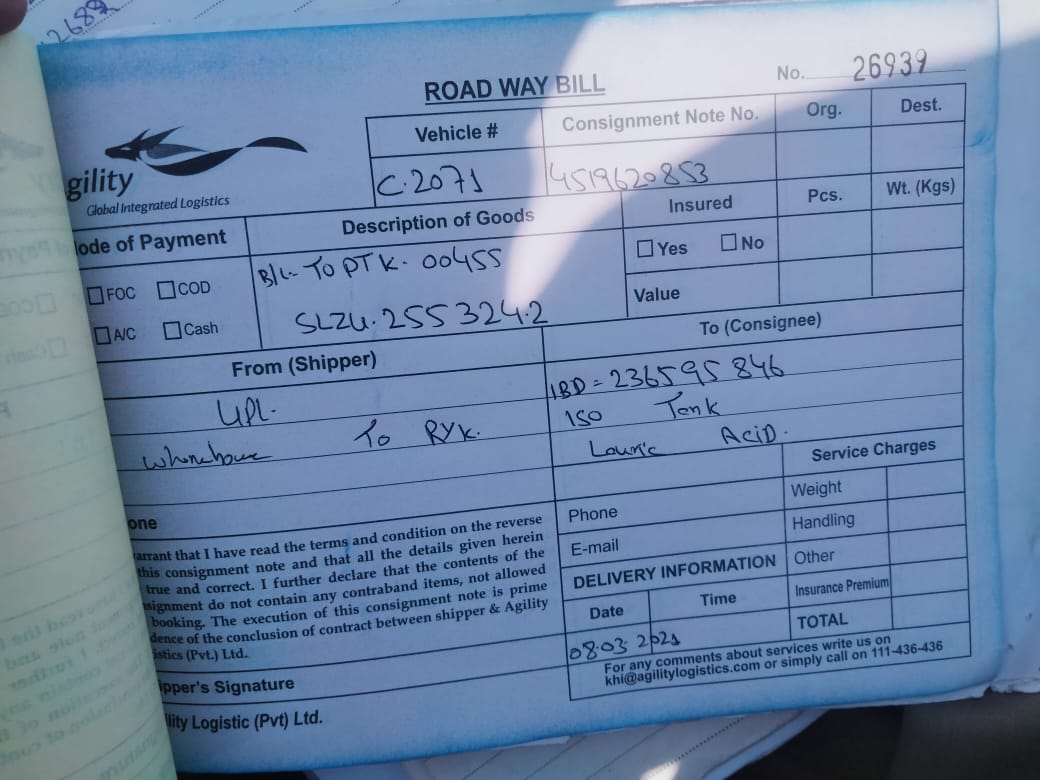 2689
ROAD WAY BILL
No. 26939
gility
Global Integrated Logistics
Vehicle #
Consignment Note No.
Org.
Dest.
C.2071
4519620853
ode of Payment
Description of Goods
Insured
Pcs.
Wt. (Kgs)
FOC
COD
A/C
Cash
B/L- TO PTK. 00455
SLZU.2553242
Yes
No
Value
From (Shipper)
To (Consignee)
UPL.
To RYK.
IBD = 236595846
ISO Tank
Lauric ACiD.
one
Phone
E-mail
Service Charges
Weight
Handling
Other
Insurance Premium
TOTAL
arrant that I have read the terms and condition on the reverse
this consignment note and that all the details given herein
true and correct. I further declare that the contents of the
signment do not contain any contraband items, not allowed
booking. The execution of this consignment note is prime
dence of the conclusion of contract between shipper & Agility
istics (Pvt.) Ltd.
DELIVERY INFORMATION
Date
Time
08.03.2021
ipper's Signature
lity Logistic (Pvt) Ltd.
For any comments about services write us on
khi@agilitylogistics.com or simply call on 111-436-436